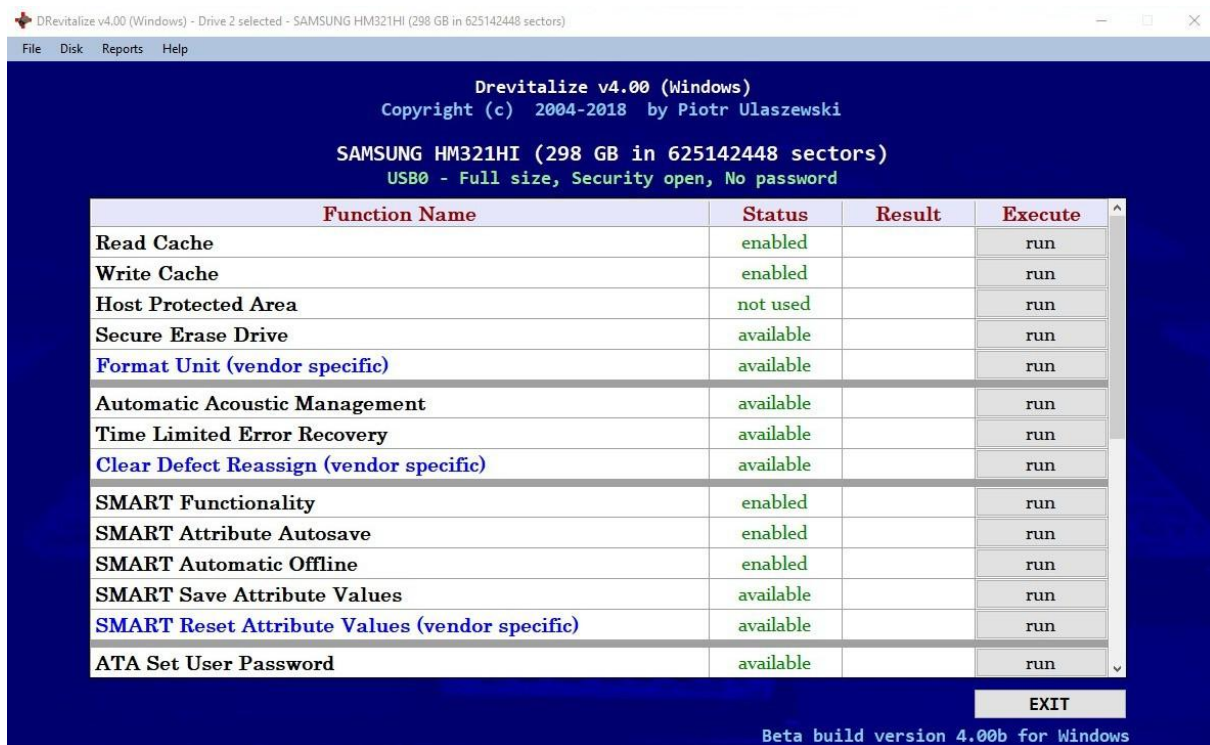 DRevitalize v4.00 (Windows) - Drive 2 selected - SAMSUNG HM321HI (298 GB in 625142448 sectors)
File Disk Reports Help
Drevitalize v4.00 (Windows)
Copyright (c) 2004-2018 by Piotr Ulaszewski
SAMSUNG HM321HI (298 GB in 625142448 sectors)
USB0 - Full size, Security open, No password
Function Name Status Result Execute
Read Cache enabled run
Write Cache enabled run
Host Protected Area not used run
Secure Erase Drive available run
Format Unit (vendor specific) available run
Automatic Acoustic Management available run
Time Limited Error Recovery available run
Clear Defect Reassign (vendor specific) available run
SMART Functionality enabled run
SMART Attribute Autosave enabled run
SMART Automatic Offline enabled run
SMART Save Attribute Values available run
SMART Reset Attribute Values (vendor specific) available run
ATA Set User Password available run
EXIT
Beta build version 4.00b for Windows